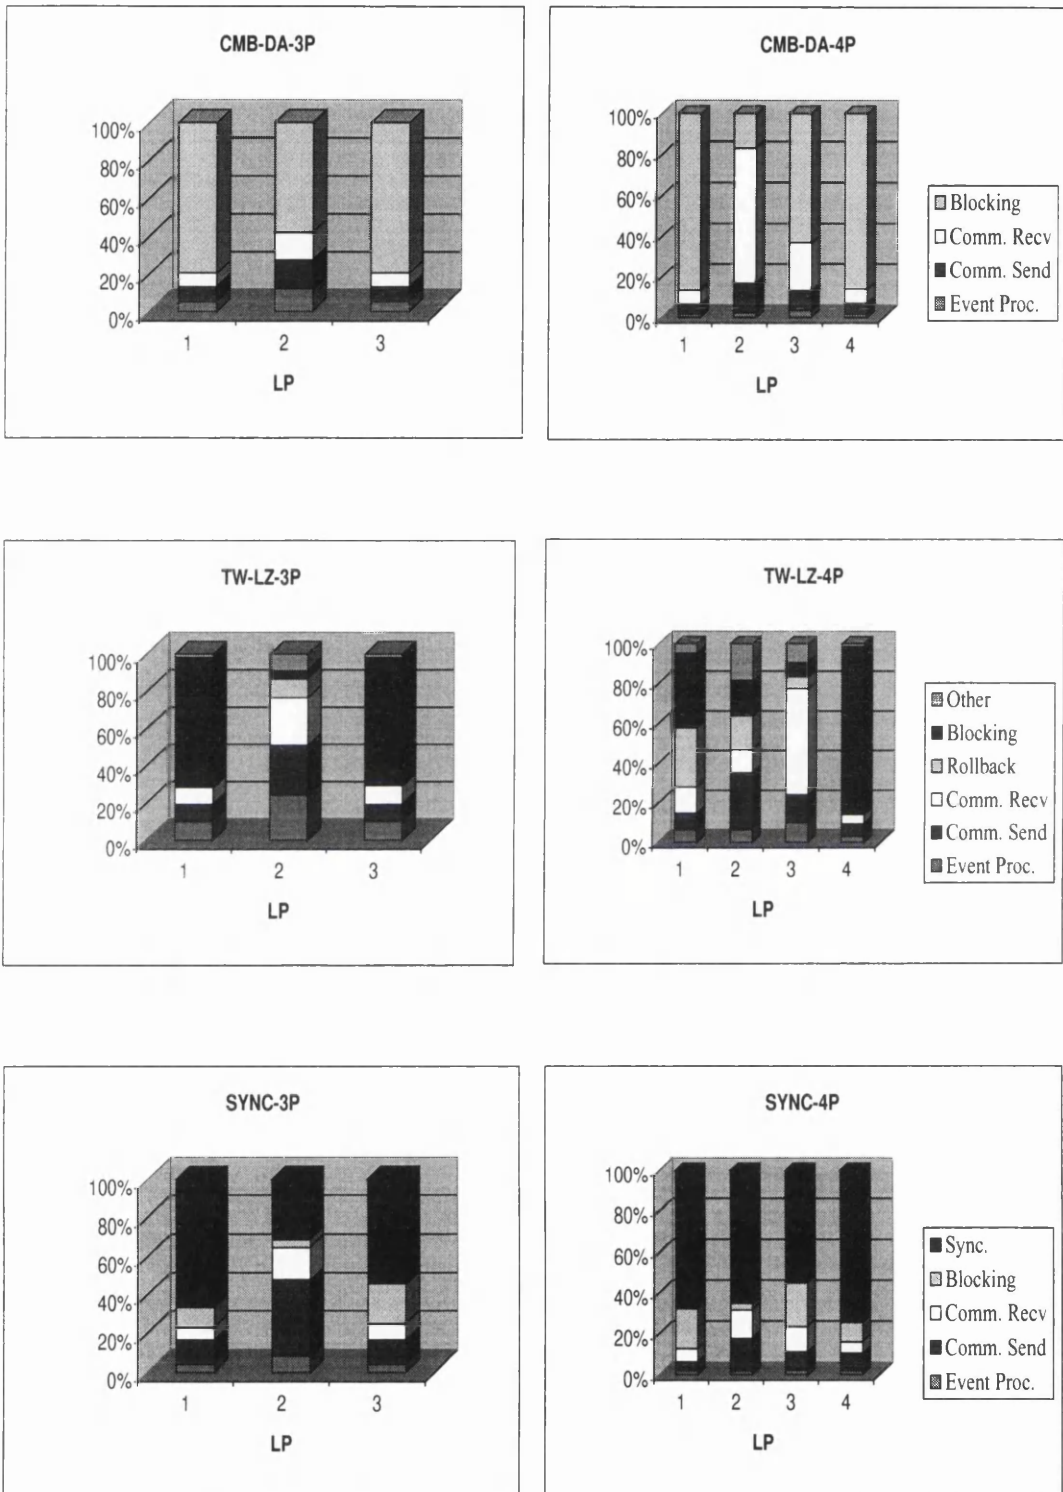 CMB-DA-3P
100%
80%
60%
40%
20%
0%
1 2 3
LP
CMB-DA-4P
100%
80%
60%
40%
20%
0%
1 2 3 4
LP
Blocking
Comm. Recv
Comm. Send
Event Proc.
TW-LZ-3P
100%
80%
60%
40%
20%
0%
1 2 3
LP
TW-LZ-4P
100%
80%
60%
40%
20%
0%
1 2 3 4
LP
Other
Blocking
Rollback
Comm. Recv
Comm. Send
Event Proc.
SYNC-3P
100%
80%
60%
40%
20%
0%
1 2 3
LP
SYNC-4P
100%
80%
60%
40%
20%
0%
1 2 3 4
LP
Sync.
Blocking
Comm. Recv
Comm. Send
Event Proc.